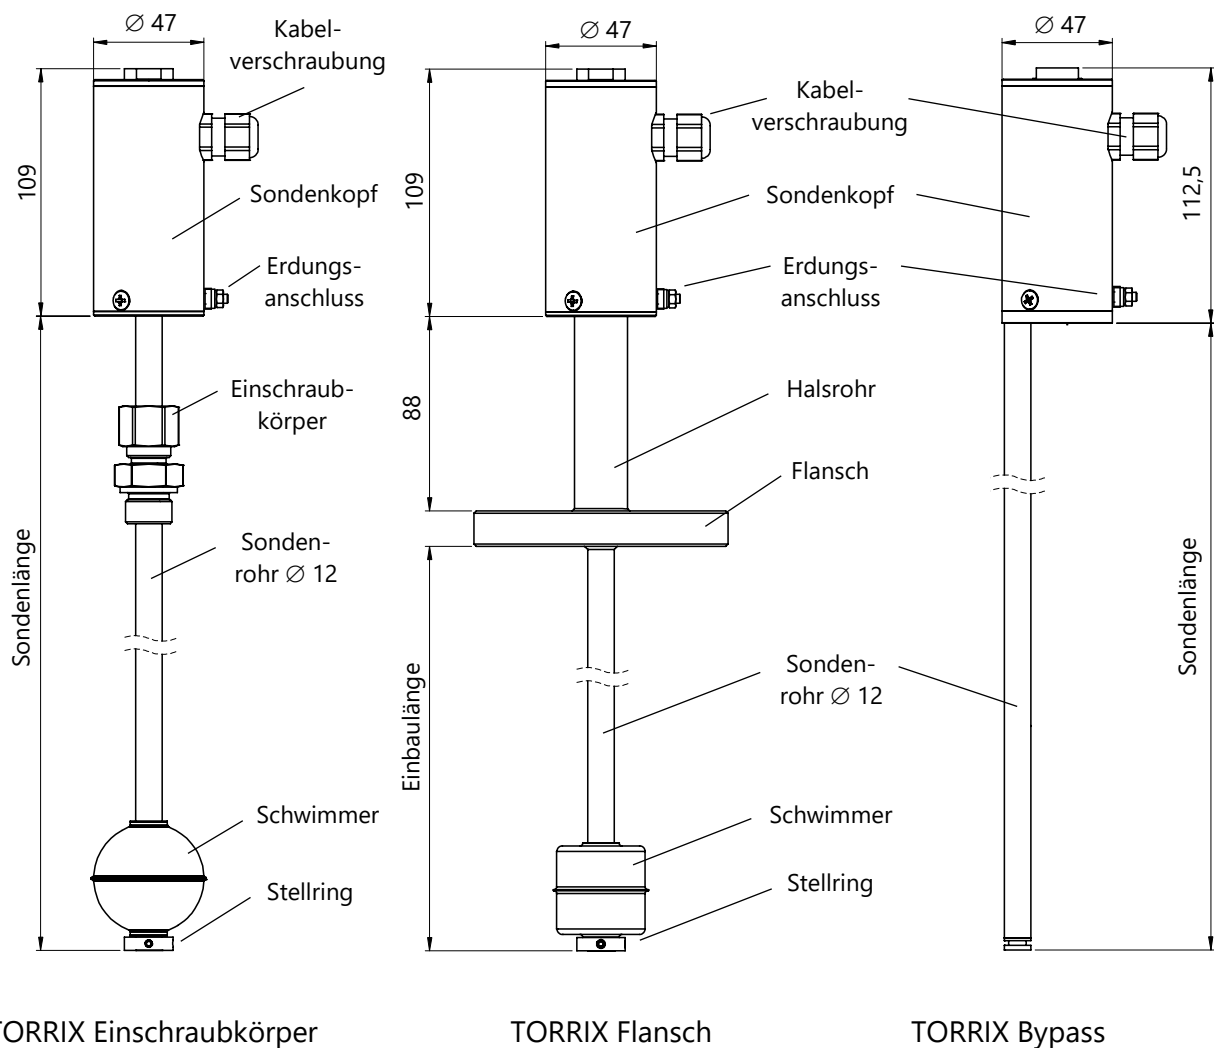 ∅ 47
Kabel-
verschraubung
109
Sondenkopf
Erdungs-
anschluss
Einschraub-
körper
Sondenlänge
Sonden-
rohr ∅ 12
Schwimmer
Stellring
TORRIX Einschraubkörper
∅ 47
Kabel-
verschraubung
109
Sondenkopf
Erdungs-
anschluss
88
Halsrohr
Flansch
Einbaulänge
Sonden-
rohr ∅ 12
Schwimmer
Stellring
TORRIX Flansch
∅ 47
112,5
Sondenlänge
TORRIX Bypass